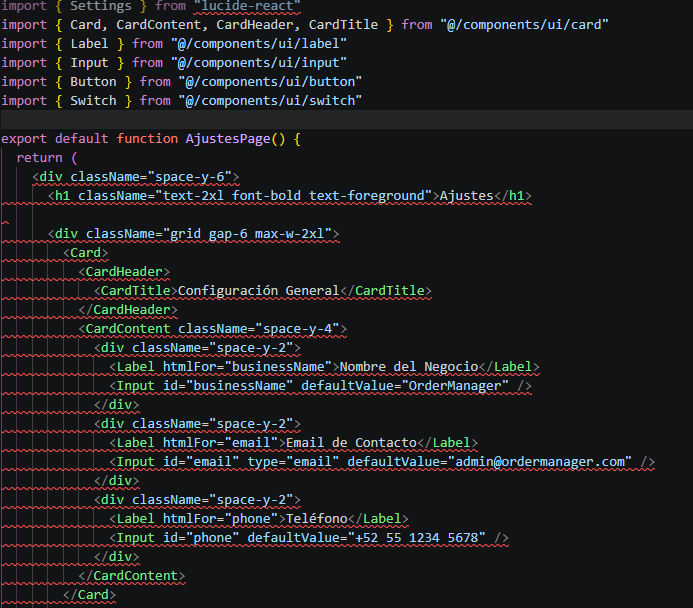 import { Settings } from "lucide-react"
import { Card, CardContent, CardHeader, CardTitle } from "@/components/ui/card"
import { Label } from "@/components/ui/label"
import { Input } from "@/components/ui/input"
import { Button } from "@/components/ui/button"
import { Switch } from "@/components/ui/switch"
export default function AjustesPage() {
return (
<div className="space-y-6">
<h1 className="text-2xl font-bold text-foreground">Ajustes</h1>
<div className="grid gap-6 max-w-2xl">
<Card>
<CardHeader>
<CardTitle>Configuración General</CardTitle>
</CardHeader>
<CardContent className="space-y-4">
<div className="space-y-2">
<Label htmlFor="businessName">Nombre del Negocio</Label>
<Input id="businessName" defaultValue="OrderManager" />
</div>
<div className="space-y-2">
<Label htmlFor="email">Email de Contacto</Label>
<Input id="email" type="email" defaultValue="admin@ordermanager.com" />
</div>
<div className="space-y-2">
<Label htmlFor="phone">Teléfono</Label>
<Input id="phone" defaultValue="+52 55 1234 5678" />
</div>
</CardContent>
</Card>